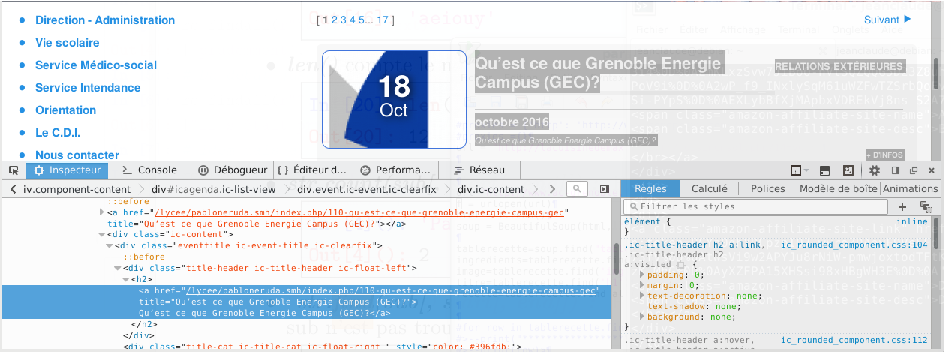 Direction - Administration
[ 1 2 3 4 5 .. 17 ]
Suivant
Vie scolaire
Service Médico-social
Service Intendance
Orientation
Le C.D.I.
Nous contacter
18
Oct
Qu'est ce que Grenoble Energie
Campus (GEC)?
RELATIONS EXTÉRIEURES
octobre 2016
Qu'est ce que Grenoble Energie Campus (GEC)?
+ D'INFOS
Inspecteur
Console
Débogueur
Éditeur d...
Performa...
Réseau
iv.component-content
div#icagenda.ic-list-view
div.event.ic-event.ic-clearfix
div.ic-content
Règles
Calculé
Polices
Modèle de boîte
Animations
::before
<a href="/lycee/pabloneruda.smh/index.php/110-qu-est-ce-que-grenoble-energie-campus-gec"
title="Qu'est ce que Grenoble Energie Campus (GEC)?"></a>
<div class="ic-content">
<div class="eventtitle ic-event-title ic-clearfix">
::before
<div class="title-header ic-title-header ic-float-left">
<h2>
<a href="/lycee/pabloneruda.smh/index.php/110-qu-est-ce-que-grenoble-energie-campus-gec"
title="Qu'est ce que Grenoble Energie Campus (GEC)?">
Qu'est ce que Grenoble Energie Campus (GEC)?</a>
</h2>
</div>
<div class="title-cat ic-title-cat ic-float-right " style="color: #396fdb;">
Filtrer les styles
élément {
inline
}
.ic-title-header h2 a:link,
ic_rounded_component.css:104
.ic-title-header h2
a:visited {
padding: 0;
margin: 0;
text-decoration: none;
text-shadow: none;
background: none;
}
.ic-title-header a:hover,
ic_rounded_component.css:112